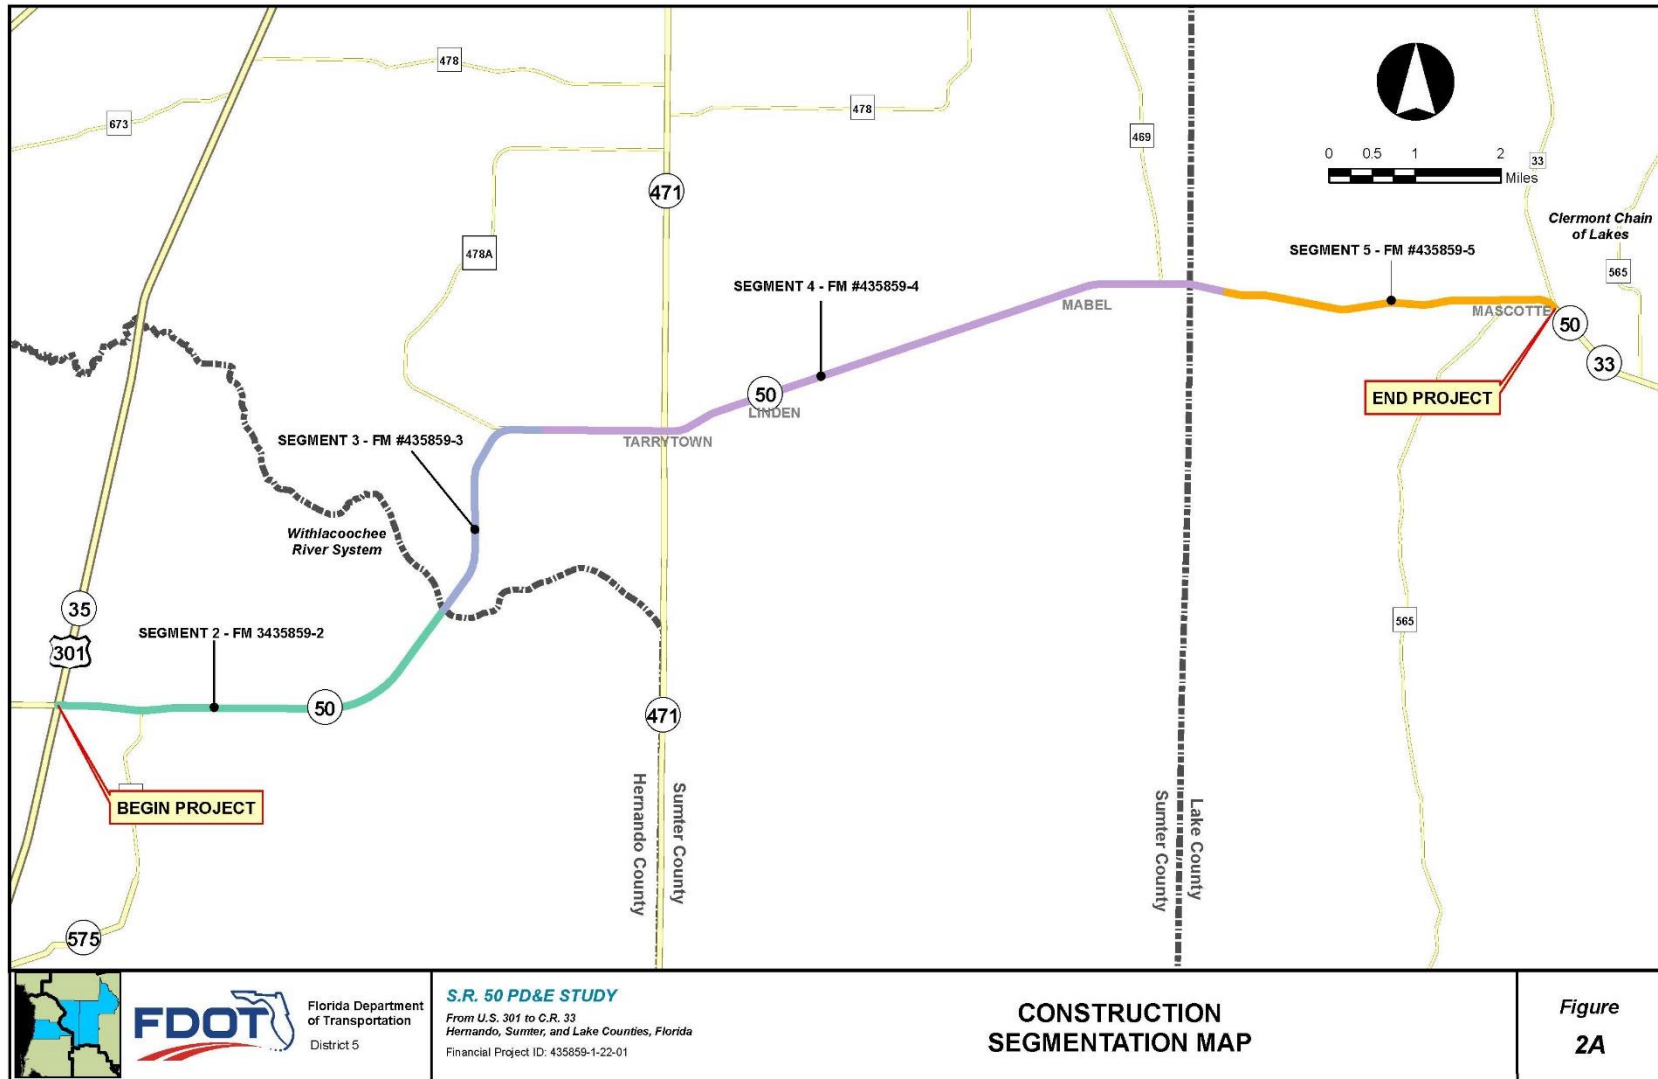 478
673
478
469
471
478A
0 0.5 1 2
Miles
33
Clermont Chain
of Lakes
565
SEGMENT 5 - FM #435859-5
SEGMENT 4 - FM #435859-4
MABEL
MASCOTTE
50
33
END PROJECT
50
LINDEN
TARRYTOWN
SEGMENT 3 - FM #435859-3
Withlacoochee
River System
35
301
SEGMENT 2 - FM 3435859-2
50
471
565
BEGIN PROJECT
Hernando County
Sumter County
Sumter County
Lake County
575
FDOT
Florida Department
of Transportation
District 5
S.R. 50 PD&E STUDY
From U.S. 301 to C.R. 33
Hernando, Sumter, and Lake Counties, Florida
Financial Project ID: 435859-1-22-01
CONSTRUCTION
SEGMENTATION MAP
Figure
2A